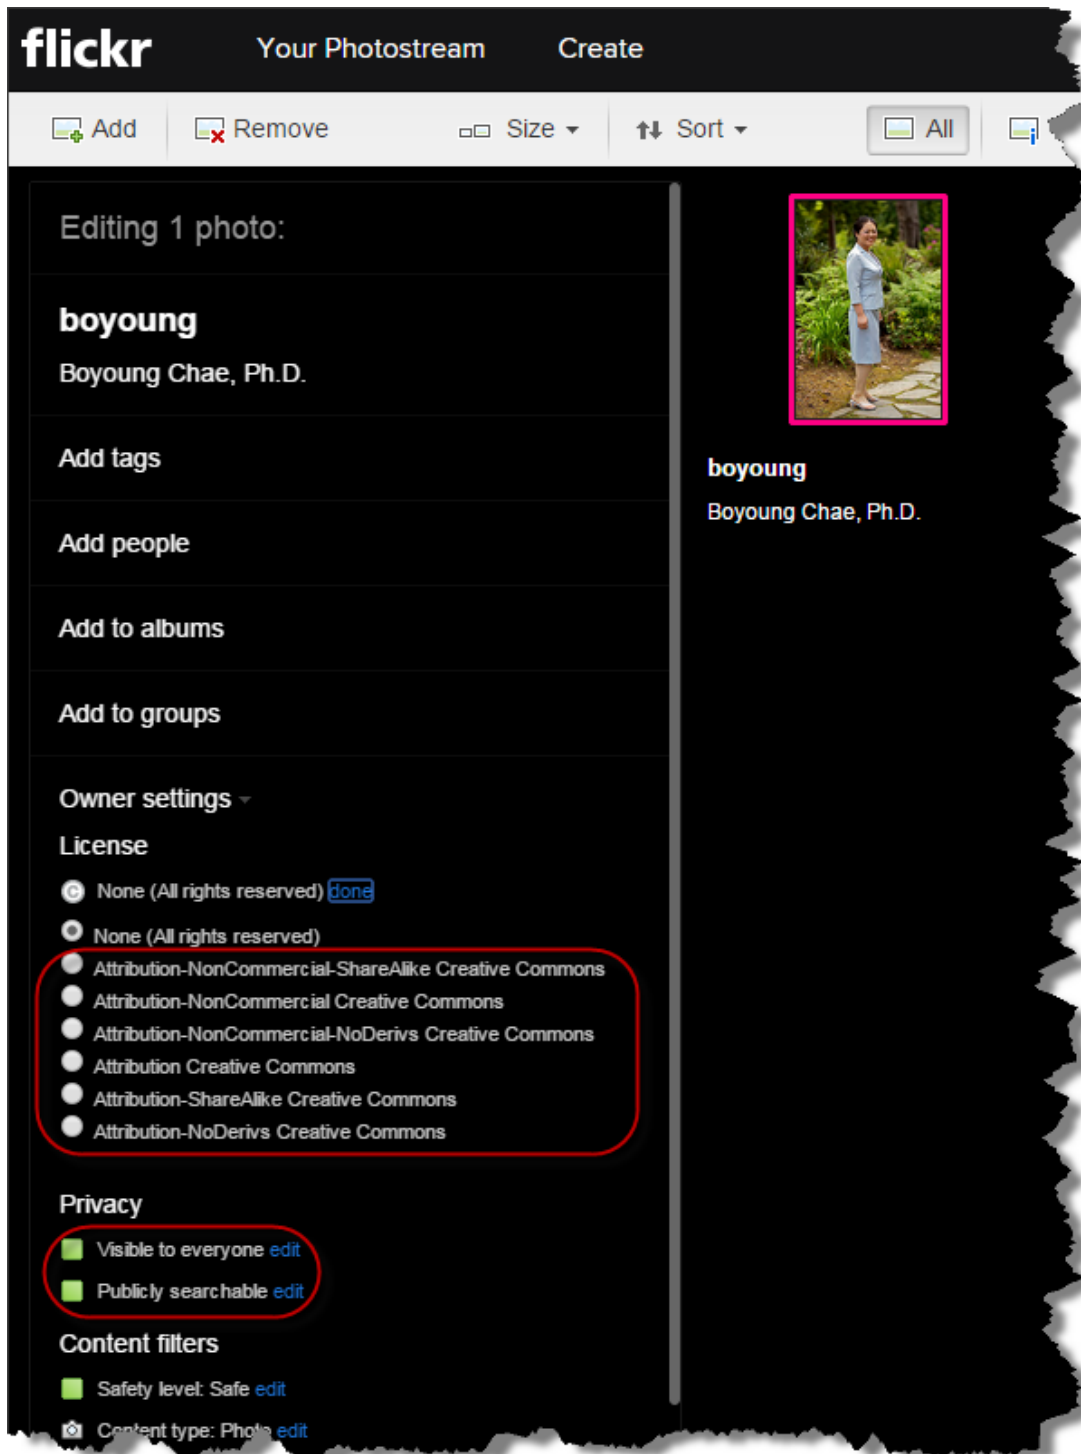 flickr Your Photostream Create
Add Remove Size Sort All
Editing 1 photo:
boyoung
Boyoung Chae, Ph.D.
Add tags
Add people
Add to albums
Add to groups
boyoung
Boyoung Chae, Ph.D.
Owner settings
License
None (All rights reserved) done
None (All rights reserved)
Attribution-NonCommercial-ShareAlike Creative Commons
Attribution-NonCommercial Creative Commons
Attribution-NonCommercial-NoDerivs Creative Commons
Attribution Creative Commons
Attribution-ShareAlike Creative Commons
Attribution-NoDerivs Creative Commons
Privacy
Visible to everyone edit
Publicly searchable edit
Content filters
Safety level: Safe edit
Content type: Photo edit